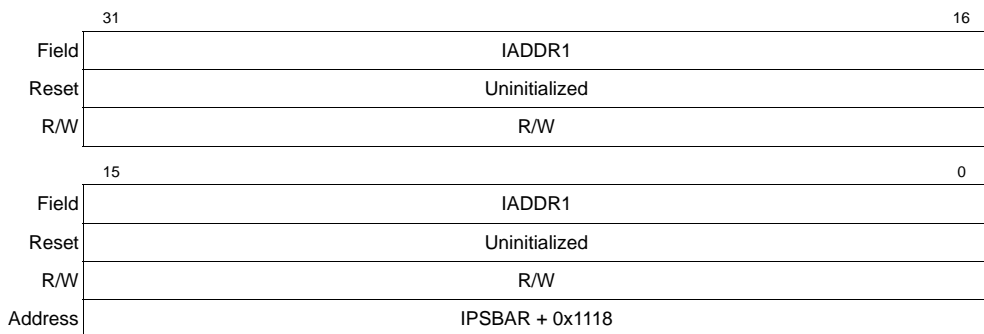 31 16
Field IADDR1
Reset Uninitialized
R/W R/W
15 0
Field IADDR1
Reset Uninitialized
R/W R/W
Address IPSBAR + 0x1118